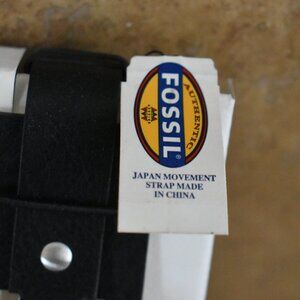 AUTHENTIC
FOSSIL®
JAPAN MOVEMENT
STRAP MADE
IN CHINA